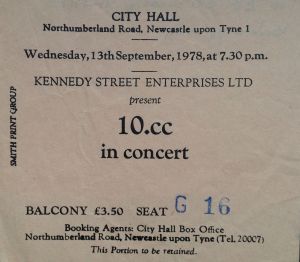 CITY HALL
Northumberland Road, Newcastle upon Tyne 1
Wednesday, 13th September, 1978, at 7.30 p.m.
KENNEDY STREET ENTERPRISES LTD
present
10.cc
in concert
SMITH PRINT GROUP
BALCONY £3.50 SEAT G 16
Booking Agents: City Hall Box Office
Northumberland Road, Newcastle upon Tyne (Tel. 20007)
This Portion to be retained.